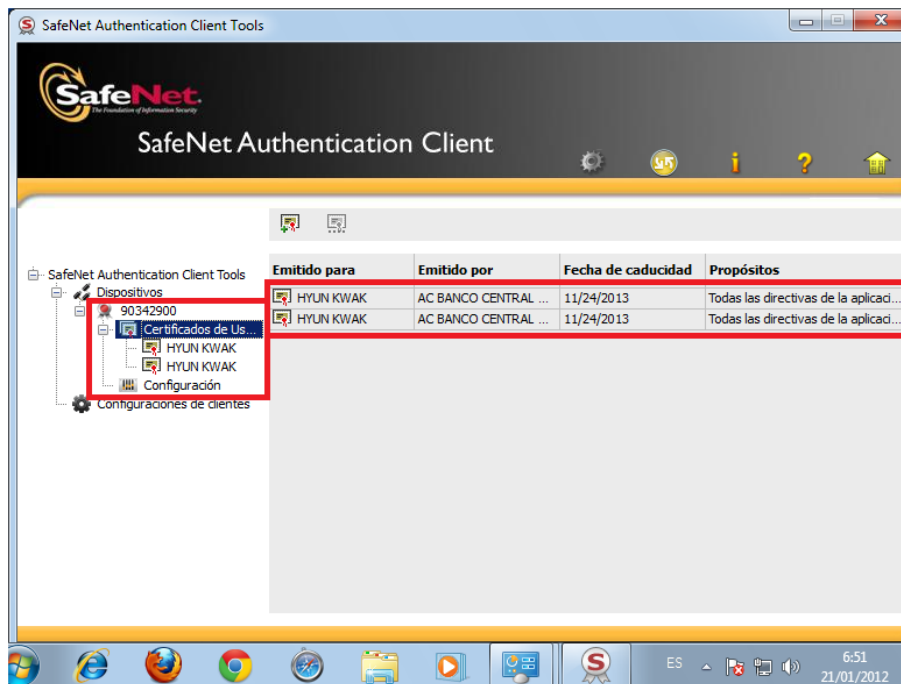 SafeNet Authentication Client Tools
SafeNet.
The Foundation of Information Security
SafeNet Authentication Client
SafeNet Authentication Client Tools
Dispositivos
90342900
Certificados de Us...
HYUN KWAK
HYUN KWAK
Configuración
Configuraciones de clientes
Emitido para Emitido por Fecha de caducidad Propósitos
HYUN KWAK AC BANCO CENTRAL ... 11/24/2013 Todas las directivas de la aplicaci...
HYUN KWAK AC BANCO CENTRAL ... 11/24/2013 Todas las directivas de la aplicaci...
ES
6:51
21/01/2012